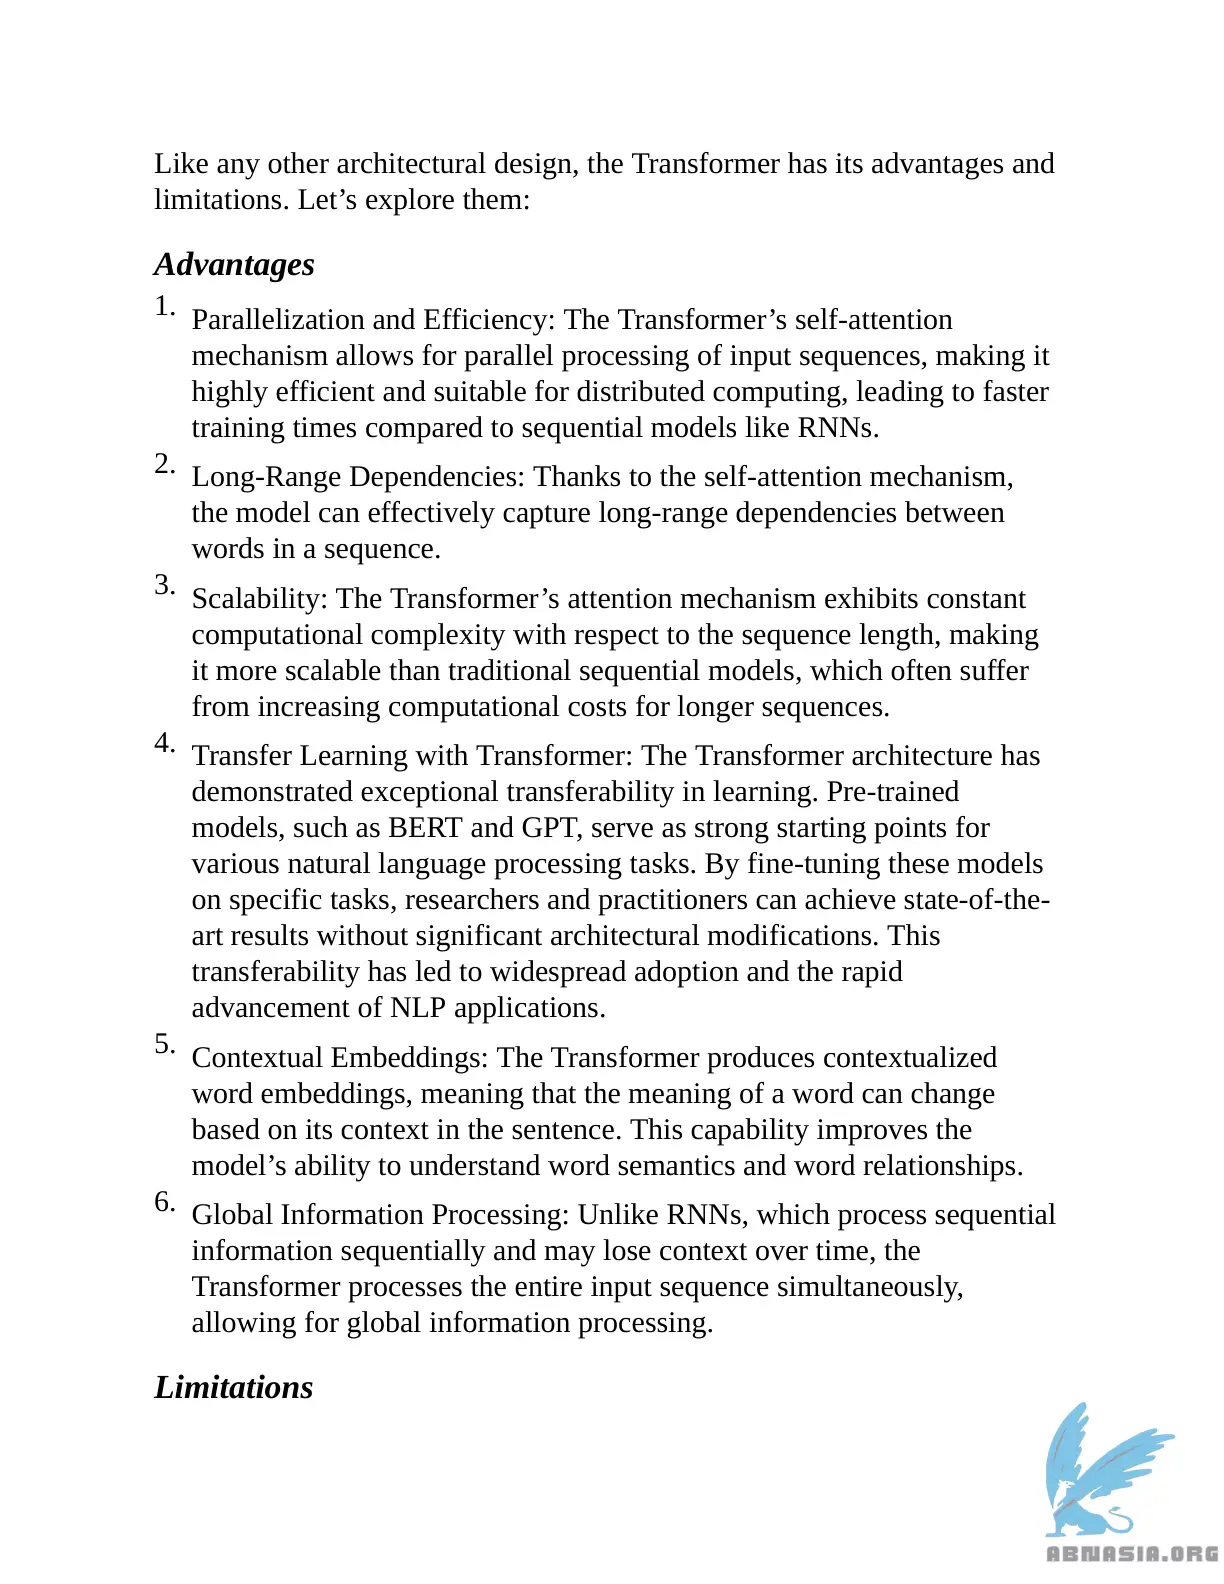 Like any other architectural design, the Transformer has its advantages and
limitations. Let’s explore them:
Advantages
1. Parallelization and Efficiency: The Transformer’s self-attention
mechanism allows for parallel processing of input sequences, making it
highly efficient and suitable for distributed computing, leading to faster
training times compared to sequential models like RNNs.
2. Long-Range Dependencies: Thanks to the self-attention mechanism,
the model can effectively capture long-range dependencies between
words in a sequence.
3. Scalability: The Transformer’s attention mechanism exhibits constant
computational complexity with respect to the sequence length, making
it more scalable than traditional sequential models, which often suffer
from increasing computational costs for longer sequences.
4. Transfer Learning with Transformer: The Transformer architecture has
demonstrated exceptional transferability in learning. Pre-trained
models, such as BERT and GPT, serve as strong starting points for
various natural language processing tasks. By fine-tuning these models
on specific tasks, researchers and practitioners can achieve state-of-the-
art results without significant architectural modifications. This
transferability has led to widespread adoption and the rapid
advancement of NLP applications.
5. Contextual Embeddings: The Transformer produces contextualized
word embeddings, meaning that the meaning of a word can change
based on its context in the sentence. This capability improves the
model’s ability to understand word semantics and word relationships.
6. Global Information Processing: Unlike RNNs, which process sequential
information sequentially and may lose context over time, the
Transformer processes the entire input sequence simultaneously,
allowing for global information processing.
Limitations
ABNASIA.ORG